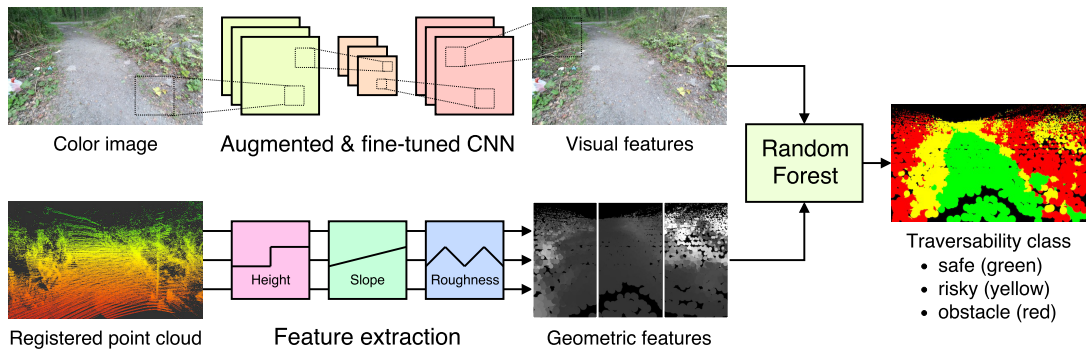 Color image
Augmented & fine-tuned CNN
Visual features
Random
Forest
Height
Slope
Roughness
Registered point cloud
Feature extraction
Geometric features
Traversability class
• safe (green)
• risky (yellow)
• obstacle (red)